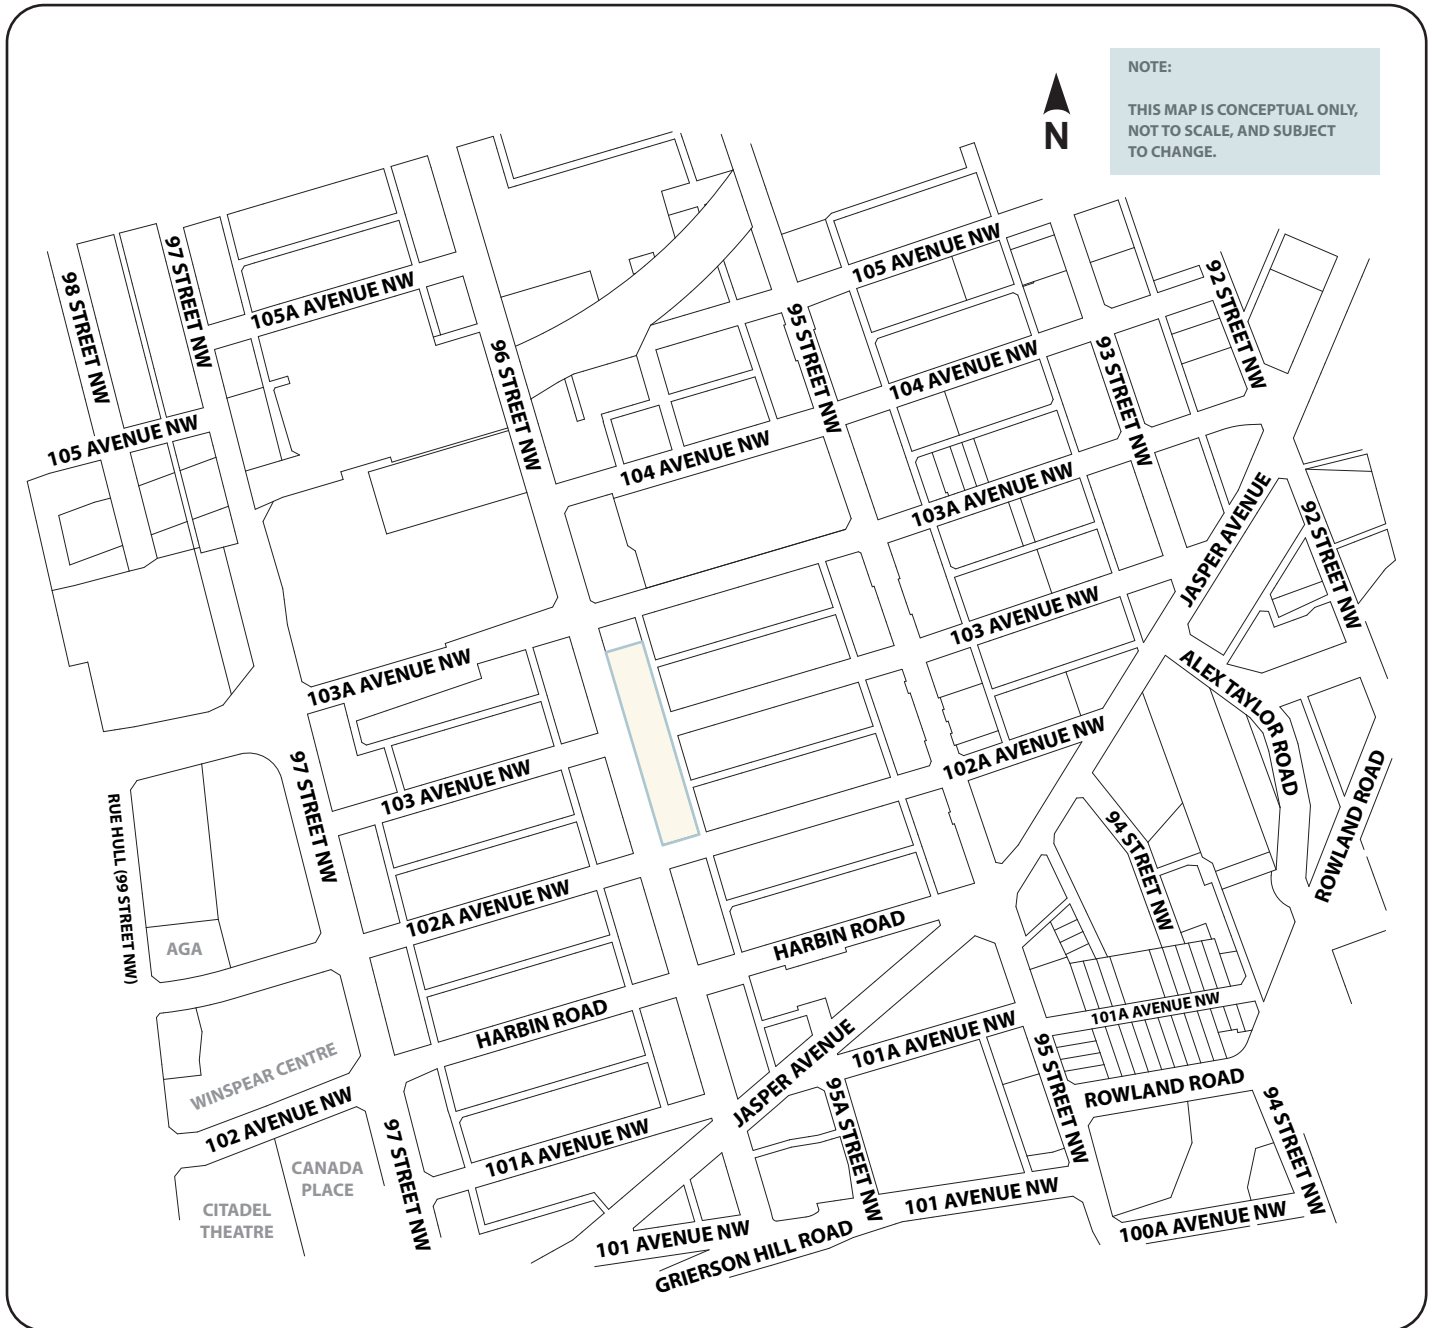 NOTE:
THIS MAP IS CONCEPTUAL ONLY,
NOT TO SCALE, AND SUBJECT
TO CHANGE.
N
98 STREET NW
97 STREET NW
105A AVENUE NW
105 AVENUE NW
96 STREET NW
95 STREET NW
105 AVENUE NW
92 STREET NW
104 AVENUE NW
93 STREET NW
104 AVENUE NW
103A AVENUE NW
JASPER AVENUE
92 STREET NW
103 AVENUE NW
103A AVENUE NW
ALEX TAYLOR ROAD
102A AVENUE NW
97 STREET NW
103 AVENUE NW
RUE HULL (99 STREET NW)
94 STREET NW
ROWLAND ROAD
102A AVENUE NW
HARBIN ROAD
AGA
HARBIN ROAD
101A AVENUE NW
101A AVENUE NW
JASPER AVENUE
95 STREET NW
WINSPEAR CENTRE
102 AVENUE NW
ROWLAND ROAD
95A STREET NW
94 STREET NW
97 STREET NW
101A AVENUE NW
CANADA
PLACE
CITADEL
THEATRE
101 AVENUE NW
101 AVENUE NW
100A AVENUE NW
GRIERSON HILL ROAD